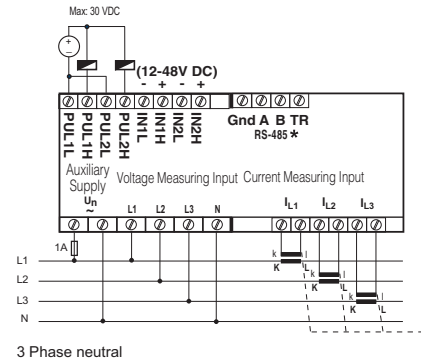 Max: 30 VDC
+
-
(12-48V DC)
- + - +
PUL1L PUL1H PUL2L PUL2H IN1L IN1H IN2L IN2H
Gnd A B TR
RS-485 *
Auxiliary Supply
Voltage Measuring Input
Current Measuring Input
Un
~
L1 L2 L3 N
IL1 IL2 IL3
1A
L1
k l
K L
L2
k l
K L
L3
k l
K L
N
3 Phase neutral